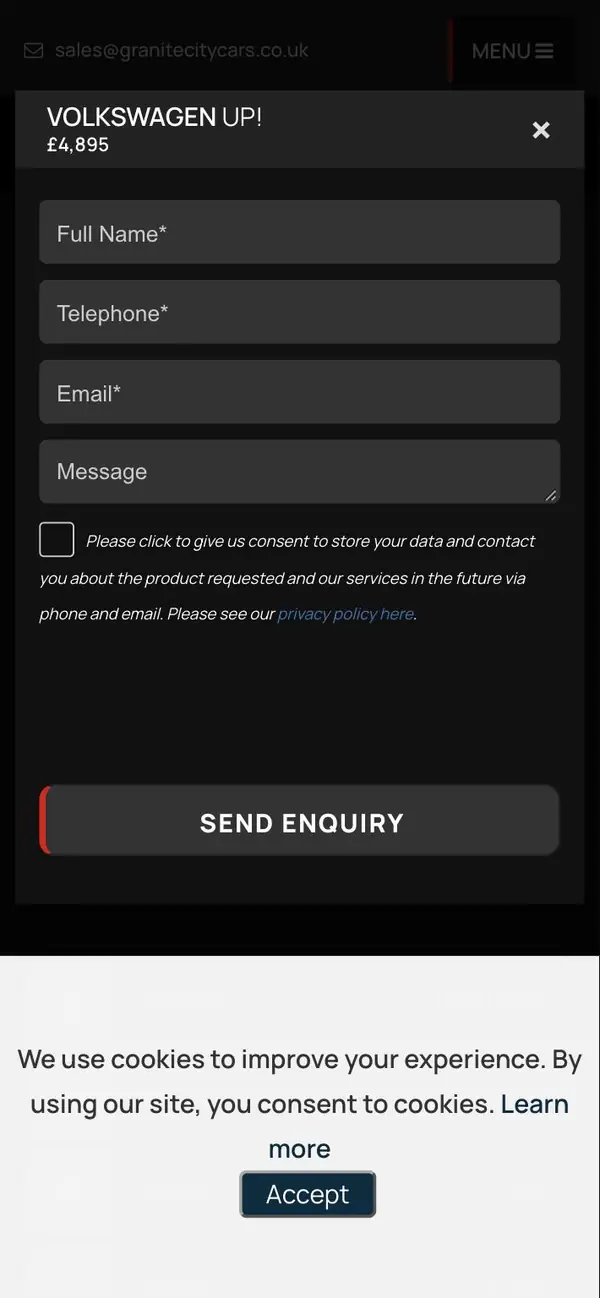 sales@granitecitycars.co.uk
MENU
VOLKSWAGEN UP!
£4,895
Full Name*
Telephone*
Email*
Message
Please click to give us consent to store your data and contact
you about the product requested and our services in the future via
phone and email. Please see our privacy policy here.
SEND ENQUIRY
We use cookies to improve your experience. By
using our site, you consent to cookies. Learn
more
Accept